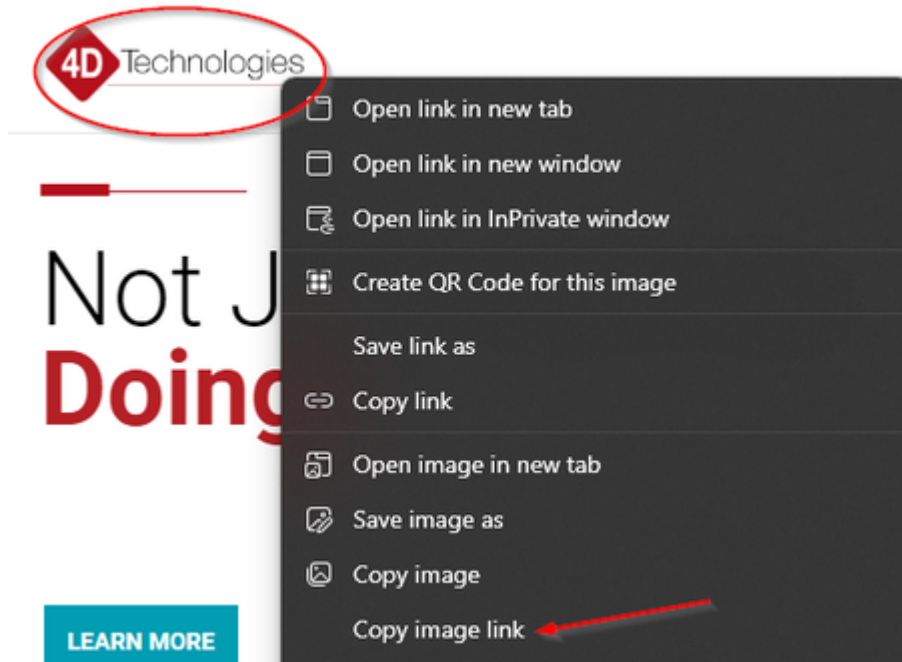 4D Technologies
Open link in new tab
Open link in new window
Open link in InPrivate window
Not J
Create QR Code for this image
Save link as
Doing
Copy link
Open image in new tab
Save image as
Copy image
Copy image link
LEARN MORE